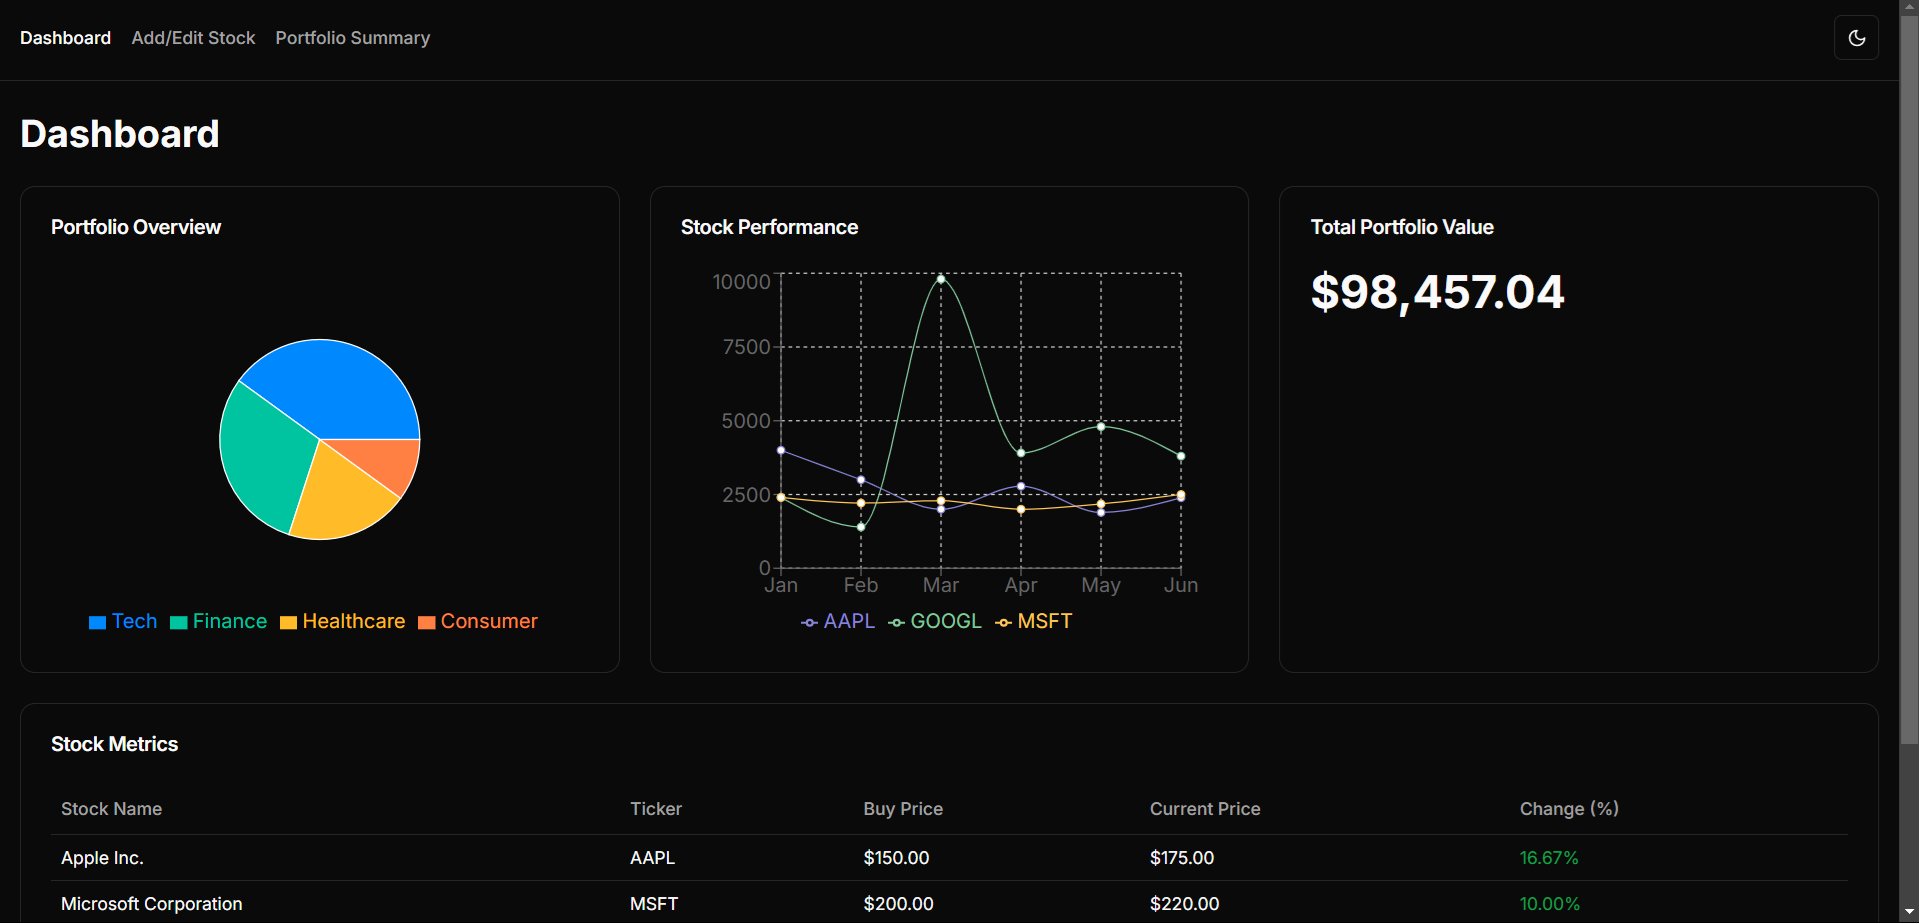 Dashboard Add/Edit Stock Portfolio Summary
Dashboard
Portfolio Overview
Tech Finance Healthcare Consumer
Stock Performance
10000
7500
5000
2500
0
Jan Feb Mar Apr May Jun
AAPL GOOGL MSFT
Total Portfolio Value
$98,457.04
Stock Metrics
Stock Name Ticker Buy Price Current Price Change (%)
Apple Inc. AAPL $150.00 $175.00 16.67%
Microsoft Corporation MSFT $200.00 $220.00 10.00%